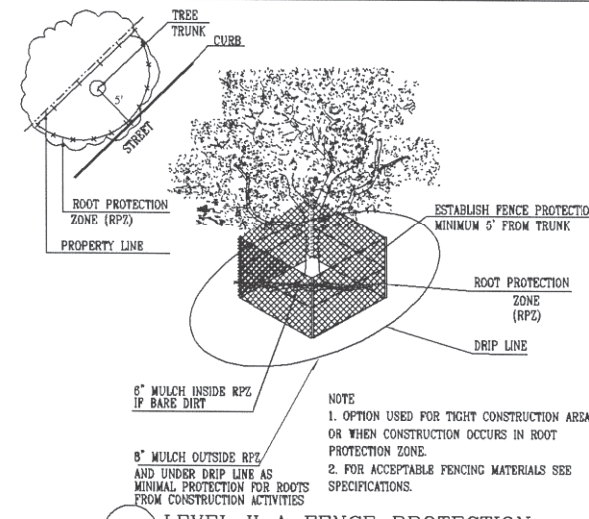 TREE
TRUNK
CURB
5'
STREET
ROOT PROTECTION
ZONE (RPZ)
PROPERTY LINE
ESTABLISH FENCE PROTECTIO
MINIMUM 5' FROM TRUNK
ROOT PROTECTION
ZONE
(RPZ)
DRIP LINE
6" MULCH INSIDE RPZ
IF BARE DIRT
8" MULCH OUTSIDE RPZ
AND UNDER DRIP LINE AS
MINIMAL PROTECTION FOR ROOTS
FROM CONSTRUCTION ACTIVITIES
NOTE
1. OPTION USED FOR TIGHT CONSTRUCTION AREA
OR WHEN CONSTRUCTION OCCURS IN ROOT
PROTECTION ZONE.
2. FOR ACCEPTABLE FENCING MATERIALS SEE
SPECIFICATIONS.
LEVEL II A FENCE PROTECTION